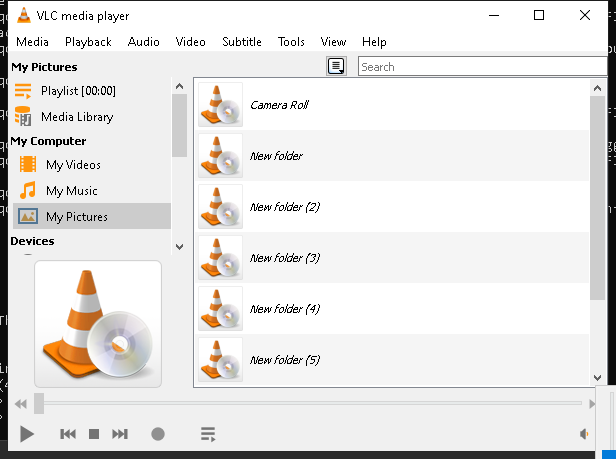 VLC media player
Media Playback Audio Video Subtitle Tools View Help
My Pictures
Search
Playlist [00:00]
Media Library
My Computer
My Videos
My Music
My Pictures
Devices
Camera Roll
New folder
New folder (2)
New folder (3)
New folder (4)
New folder (5)